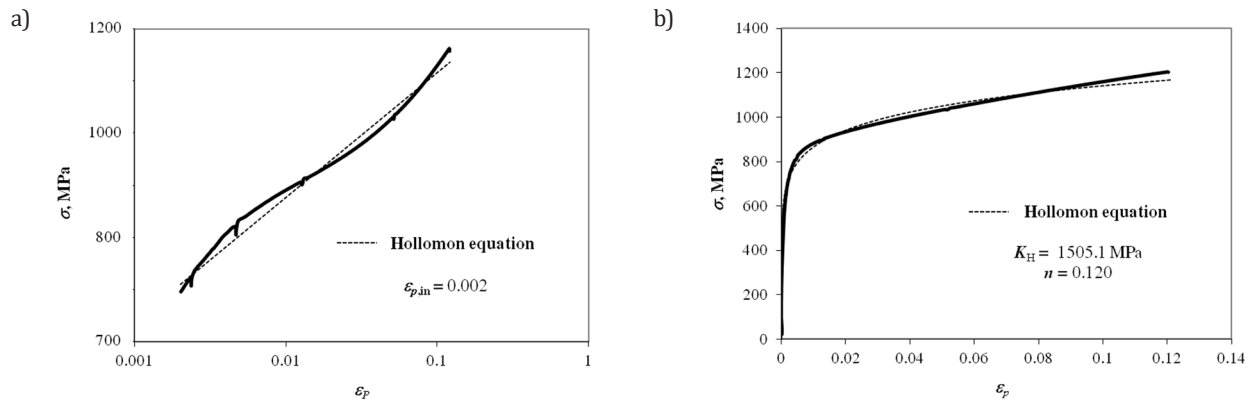 a)
1200
1000
800
700
σ, MPa
0.001
0.01
0.1
1
εp
Hollomon equation
εp,in = 0.002
b)
1400
1200
1000
800
600
400
200
0
σ, MPa
0
0.02
0.04
0.06
0.08
0.1
0.12
0.14
εp
Hollomon equation
KH = 1505.1 MPa
n = 0.120